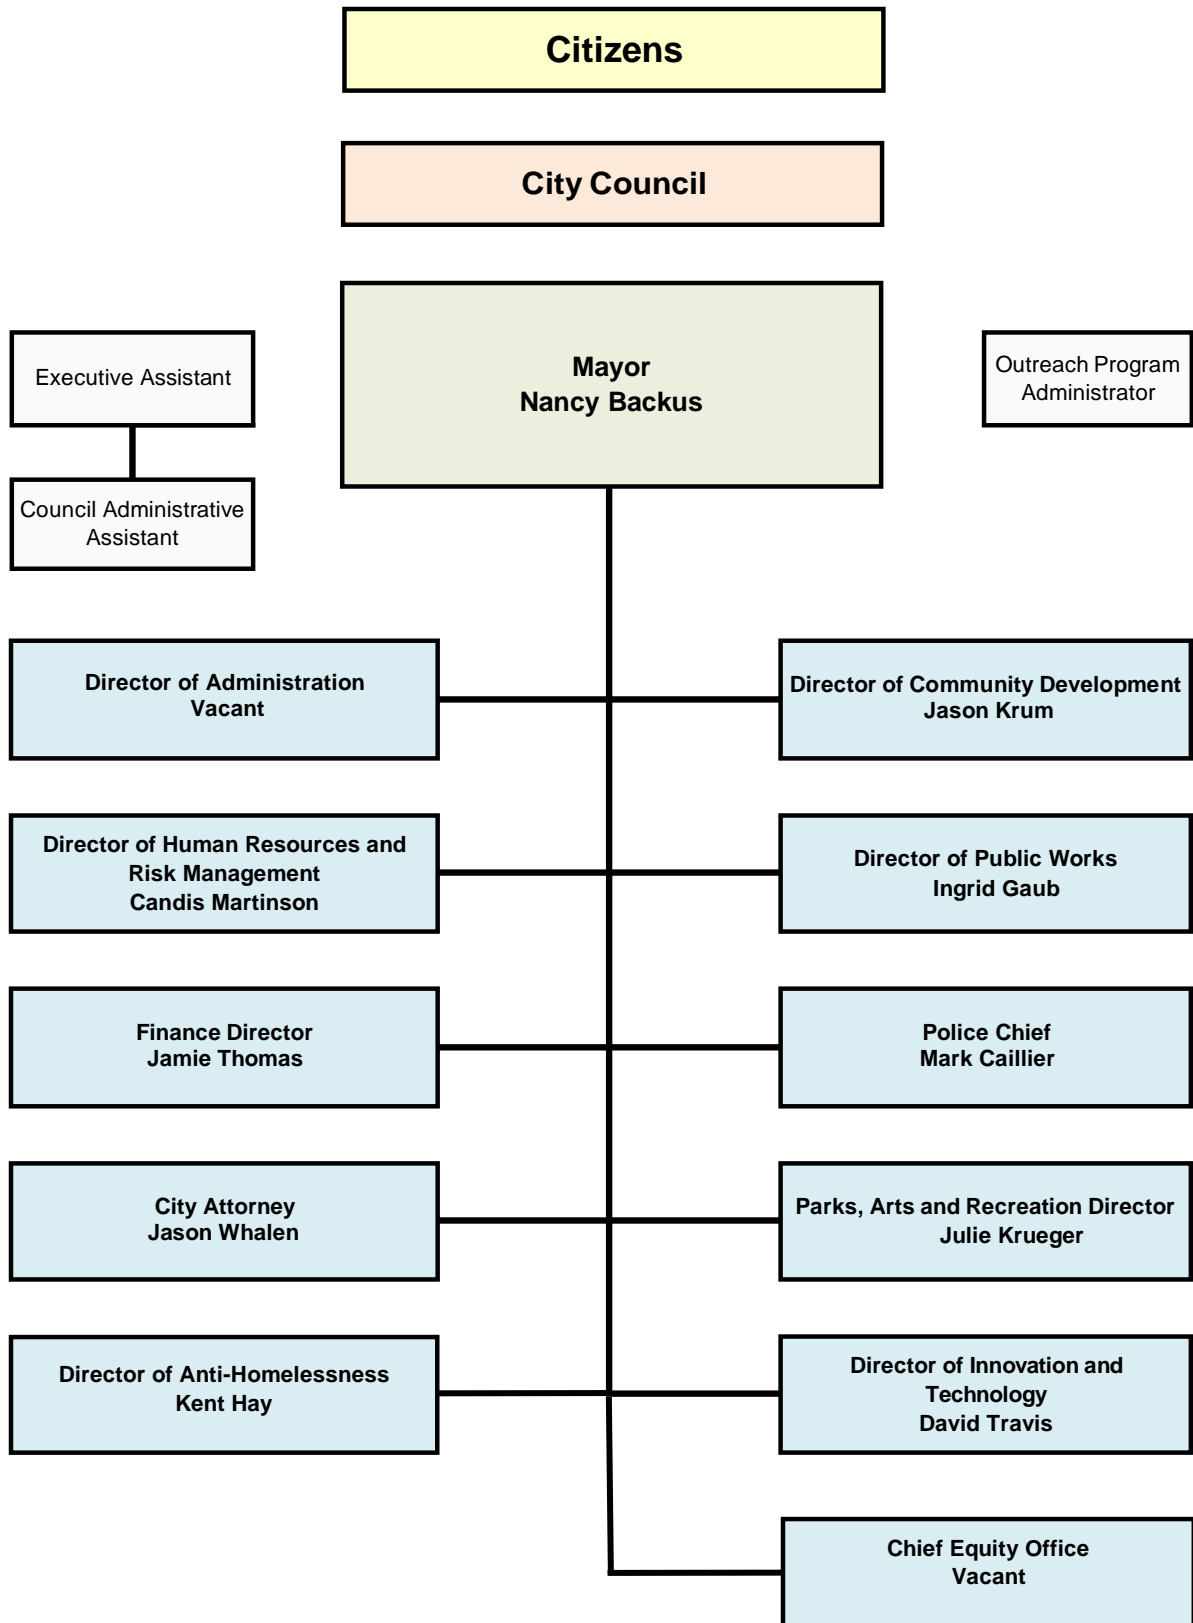 Citizens
City Council
Mayor
Nancy Backus
Executive Assistant
Outreach Program
Administrator
Council Administrative
Assistant
Director of Administration
Vacant
Director of Community Development
Jason Krum
Director of Human Resources and
Risk Management
Candis Martinson
Director of Public Works
Ingrid Gaub
Finance Director
Jamie Thomas
Police Chief
Mark Caillier
City Attorney
Jason Whalen
Parks, Arts and Recreation Director
Julie Krueger
Director of Anti-Homelessness
Kent Hay
Director of Innovation and
Technology
David Travis
Chief Equity Office
Vacant